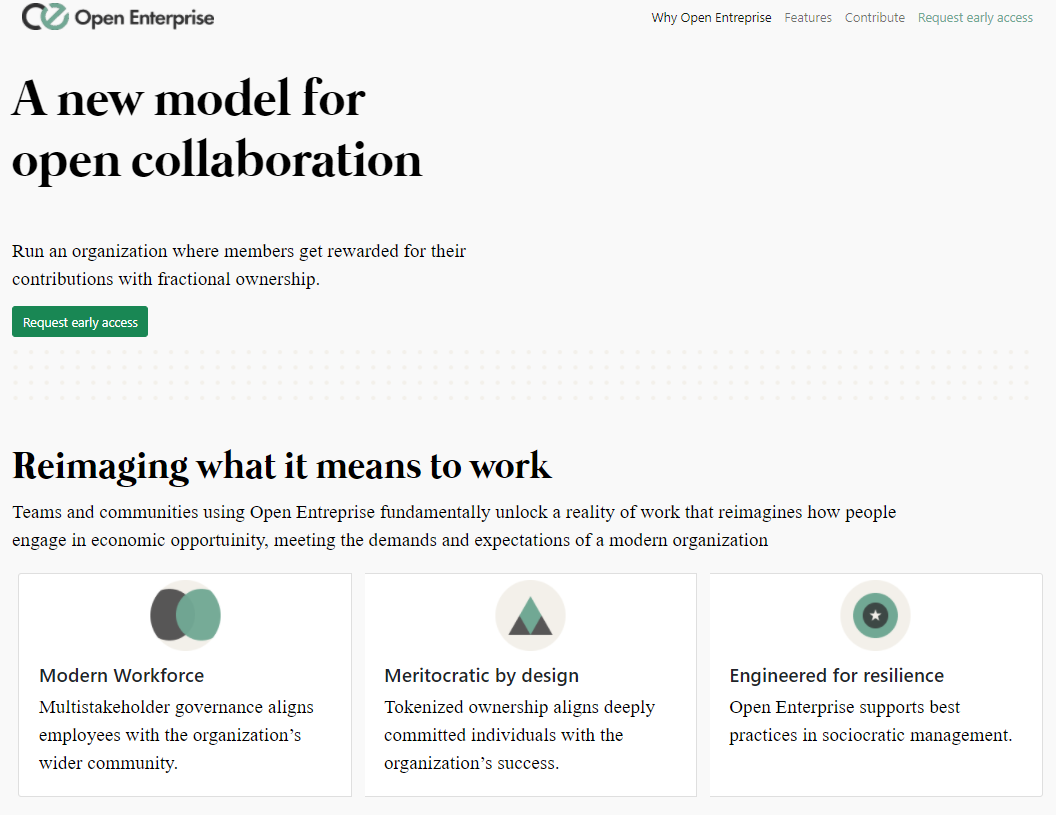 Open Enterprise
Why Open Entreprise Features Contribute Request early access
A new model for
open collaboration
Run an organization where members get rewarded for their
contributions with fractional ownership.
Request early access
Reimaging what it means to work
Teams and communities using Open Entreprise fundamentally unlock a reality of work that reimagines how people
engage in economic opportuinity, meeting the demands and expectations of a modern organization
Modern Workforce
Multistakeholder governance aligns
employees with the organization’s
wider community.
Meritocratic by design
Tokenized ownership aligns deeply
committed individuals with the
organization’s success.
Engineered for resilience
Open Enterprise supports best
practices in sociocratic management.